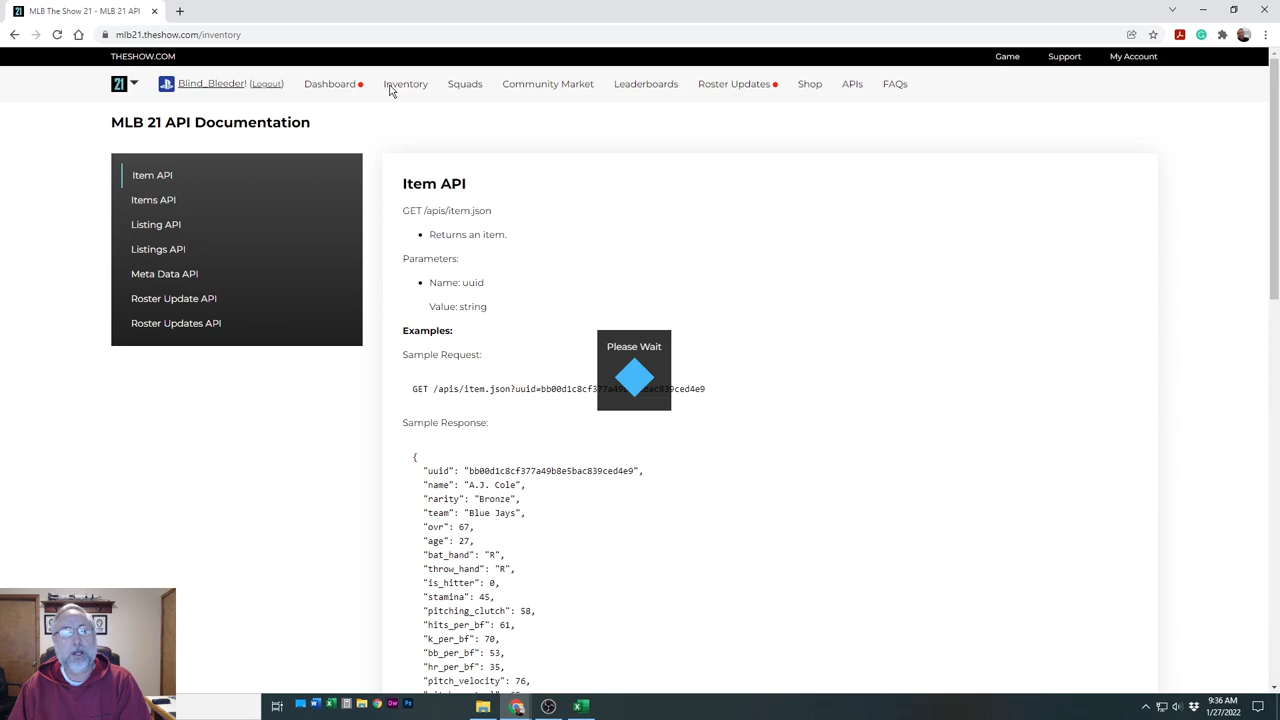 21 MLB The Show 21 - MLB 21 API
mlb21.theshow.com/inventory
THESHOW.COM Game Support My Account
21 Blind_Bleeder! (Logout) Dashboard Inventory Squads Community Market Leaderboards Roster Updates Shop APIs FAQs
MLB 21 API Documentation
Item API
Items API
Listing API
Listings API
Meta Data API
Roster Update API
Roster Updates API
Item API
GET /apis/item.json
Returns an item.
Parameters:
Name: uuid
Value: string
Examples:
Please Wait
Sample Request:
Sample Response:
{
"uuid": "bb00d1c8cf377a49b8e5bac839ced4e9",
"name": "A.J. Cole",
"rarity": "Bronze",
"team": "Blue Jays",
"ovr": 67,
"age": 27,
"bat_hand": "R",
"throw_hand": "R",
"is_hitter": 0,
"stamina": 45,
"pitching_clutch": 58,
"hits_per_bf": 61,
"k_per_bf": 70,
"bb_per_bf": 53,
"hr_per_bf": 35,
"pitch_velocity": 76,
9:36 AM
1/27/2022